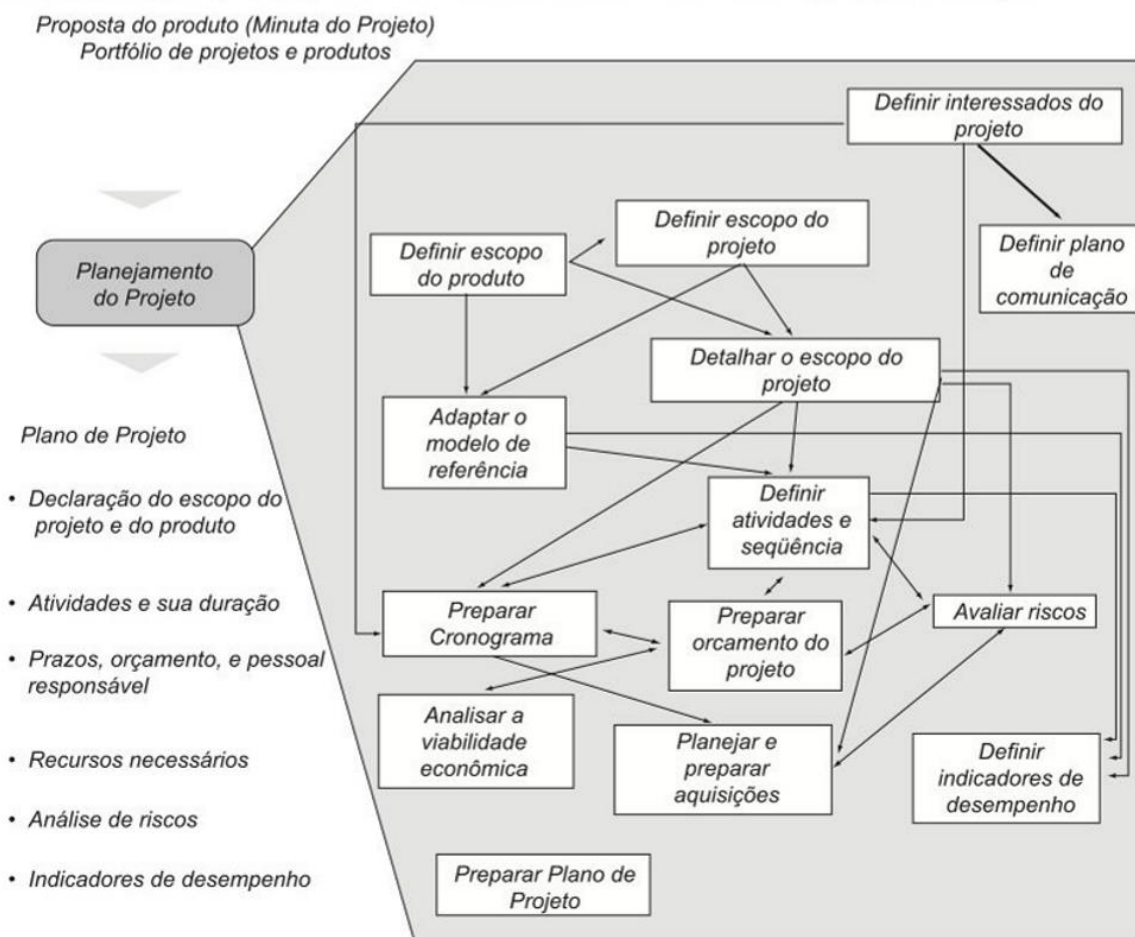 Proposta do produto (Minuta do Projeto)
Portfólio de projetos e produtos
Planejamento
do Projeto
Plano de Projeto
• Declaração do escopo do
projeto e do produto
• Atividades e sua duração
• Prazos, orçamento, e pessoal
responsável
• Recursos necessários
• Análise de riscos
• Indicadores de desempenho
Definir interessados do
projeto
Definir escopo do
projeto
Definir escopo
do produto
Definir plano
de
comunicação
Detalhar o escopo do
projeto
Adaptar o
modelo de
referência
Definir
atividades e
seqüência
Preparar
Cronograma
Preparar
orcamento do
projeto
Avaliar riscos
Analisar a
viabilidade
econômica
Planejar e
preparar
aquisições
Definir
indicadores de
desempenho
Preparar Plano de
Projeto